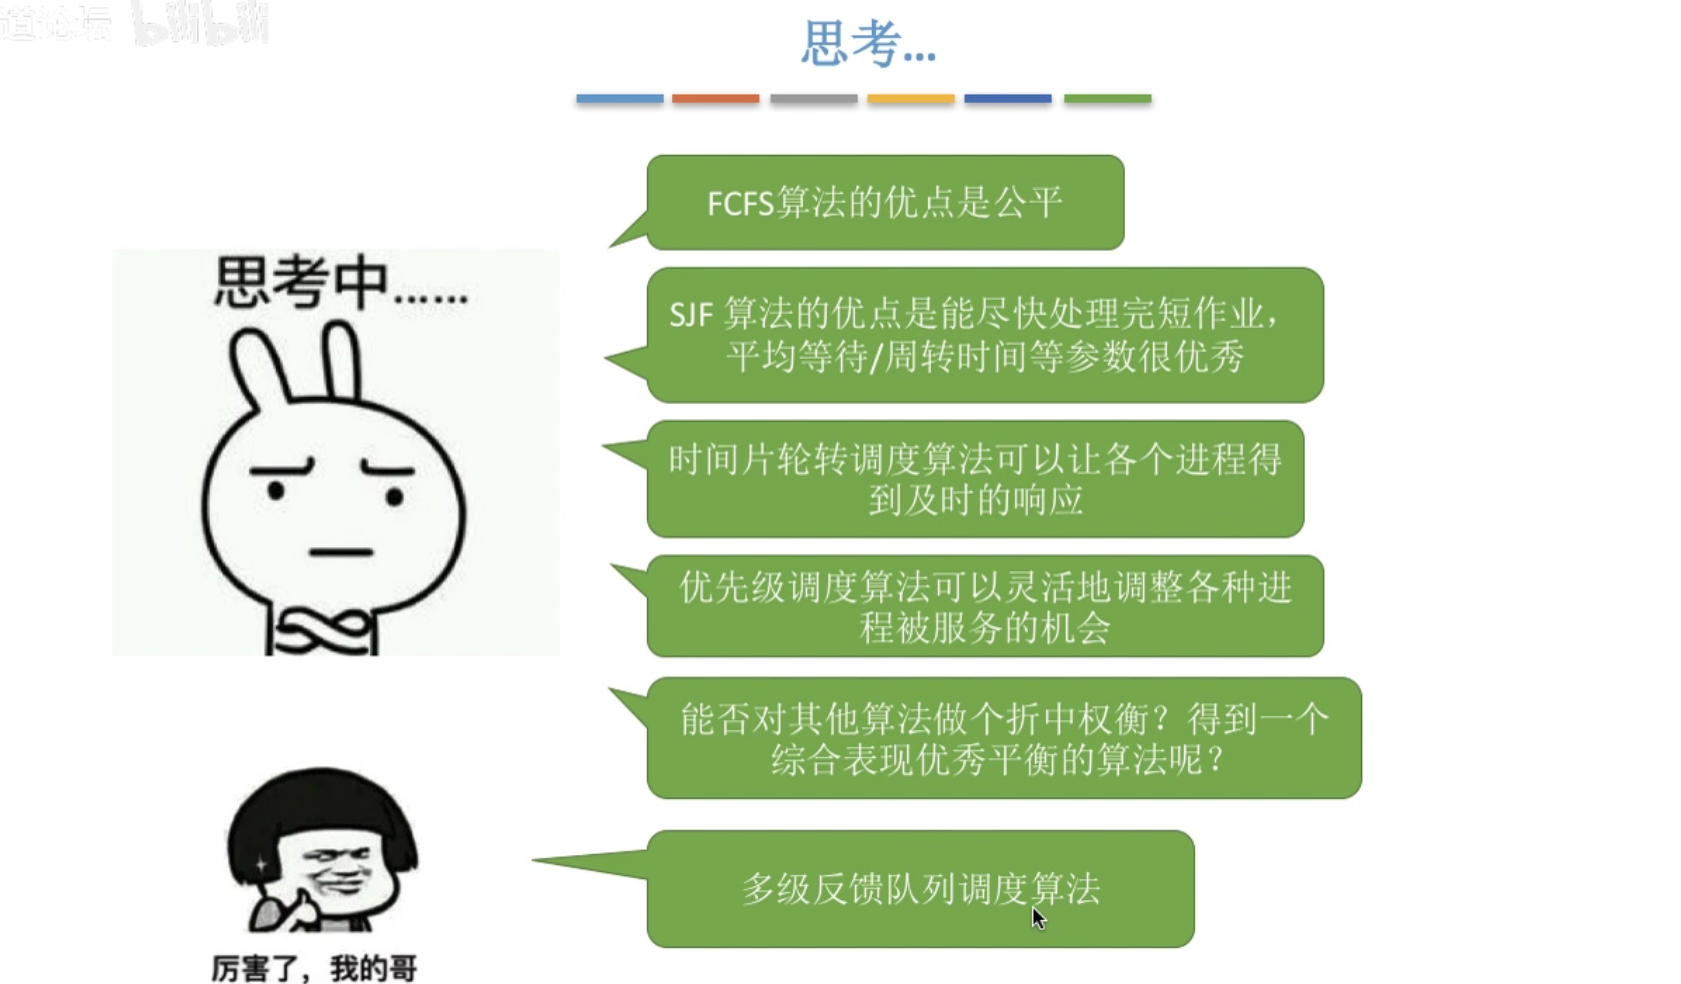 道论坛 bilibili
思考...
FCFS算法的优点是公平
思考中......
SJF 算法的优点是能尽快处理完短作业，
平均等待/周转时间等参数很优秀
时间片轮转调度算法可以让各个进程得
到及时的响应
优先级调度算法可以灵活地调整各种进
程被服务的机会
能否对其他算法做个折中权衡？得到一个
综合表现优秀平衡的算法呢？
多级反馈队列调度算法
厉害了，我的哥